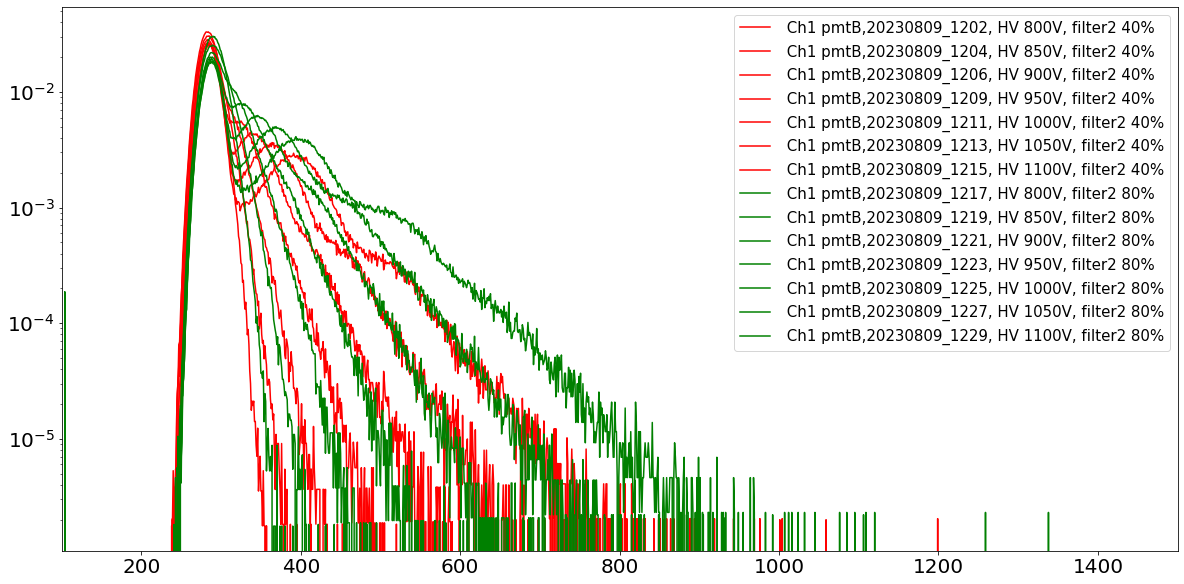 Ch1 pmtB,20230809_1202, HV 800V, filter2 40%
Ch1 pmtB,20230809_1204, HV 850V, filter2 40%
Ch1 pmtB,20230809_1206, HV 900V, filter2 40%
Ch1 pmtB,20230809_1209, HV 950V, filter2 40%
Ch1 pmtB,20230809_1211, HV 1000V, filter2 40%
Ch1 pmtB,20230809_1213, HV 1050V, filter2 40%
Ch1 pmtB,20230809_1215, HV 1100V, filter2 40%
Ch1 pmtB,20230809_1217, HV 800V, filter2 80%
Ch1 pmtB,20230809_1219, HV 850V, filter2 80%
Ch1 pmtB,20230809_1221, HV 900V, filter2 80%
Ch1 pmtB,20230809_1223, HV 950V, filter2 80%
Ch1 pmtB,20230809_1225, HV 1000V, filter2 80%
Ch1 pmtB,20230809_1227, HV 1050V, filter2 80%
Ch1 pmtB,20230809_1229, HV 1100V, filter2 80%
10⁻²
10⁻³
10⁻⁴
10⁻⁵
200 400 600 800 1000 1200 1400